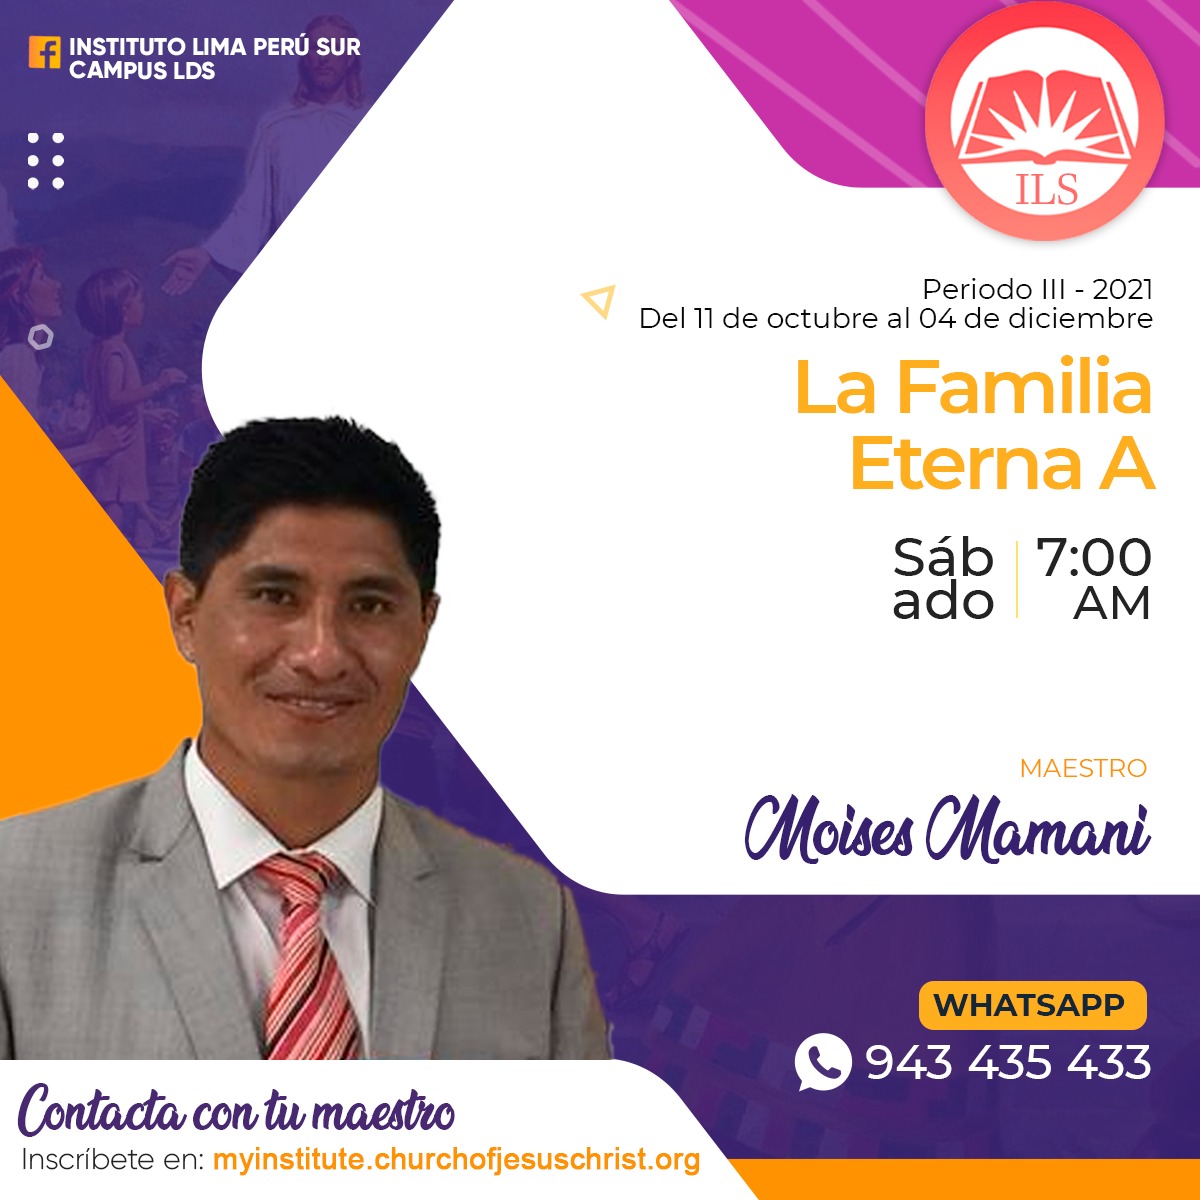 INSTITUTO LIMA PERÚ SUR
CAMPUS LDS
ILS
Periodo III - 2021
Del 11 de octubre al 04 de diciembre
La Familia
Eterna A
Sáb
ado
7:00
AM
MAESTRO
Moises Mamani
WHATSAPP
943 435 433
Contacta con tu maestro
Inscríbete en: myinstitute.churchofjesuschrist.org